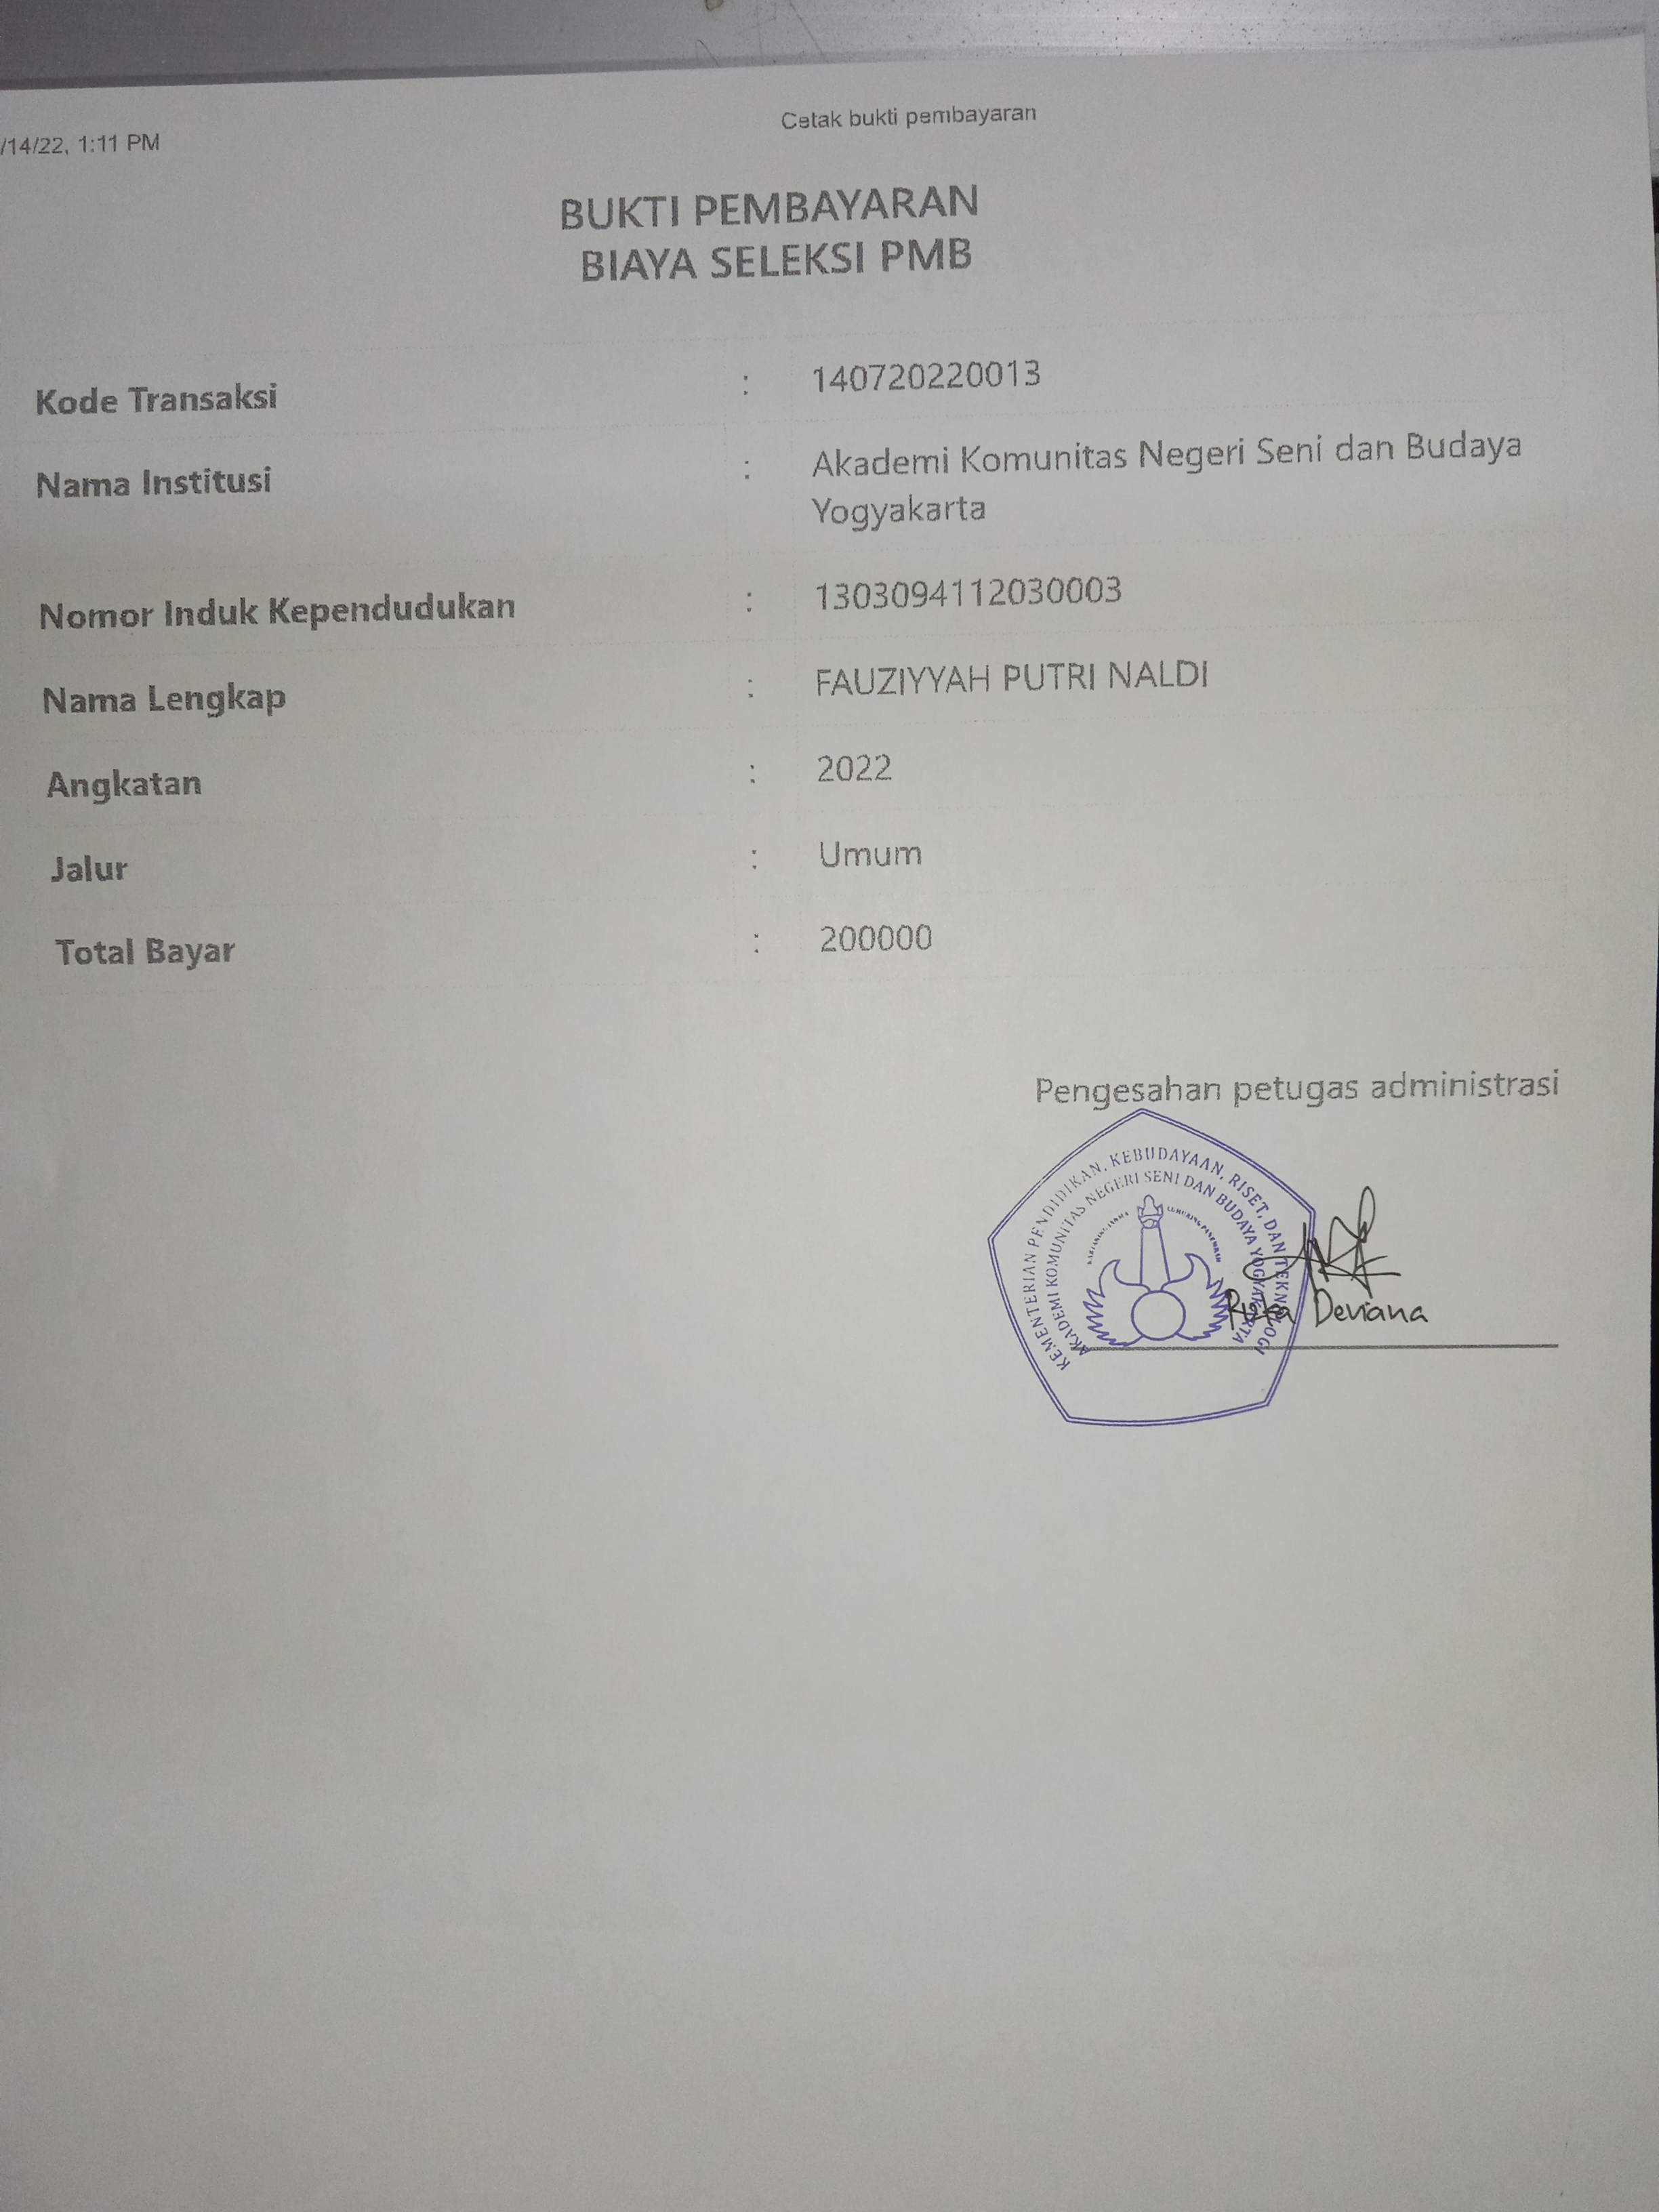 /14/22, 1:11 PM
Cetak bukti pembayaran
BUKTI PEMBAYARAN
BIAYA SELEKSI PMB
Kode Transaksi : 140720220013
Nama Institusi : Akademi Komunitas Negeri Seni dan Budaya
Yogyakarta
Nomor Induk Kependudukan : 1303094112030003
Nama Lengkap : FAUZIYYAH PUTRI NALDI
Angkatan : 2022
Jalur : Umum
Total Bayar : 200000
Pengesahan petugas administrasi
KEMENTERIAN PENDIDIKAN, KEBUDAYAAN, RISET, DAN TEKNOLOGI
AKADEMI KOMUNITAS NEGERI SENI DAN BUDAYA YOGYAKARTA
Deviana